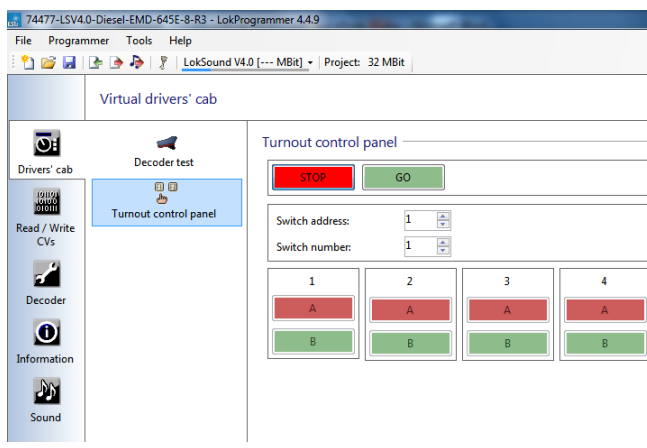 74477-LSV4.0-Diesel-EMD-645E-8-R3 - LokProgrammer 4.4.9
File Programmer Tools Help
LokSound V4.0 [--- MBit] Project: 32 MBit
Virtual drivers' cab
Drivers' cab
Read / Write
CVs
Decoder
Information
Sound
Decoder test
Turnout control panel
Turnout control panel
STOP GO
Switch address: 1
Switch number: 1
1 2 3 4
A A A A
B B B B